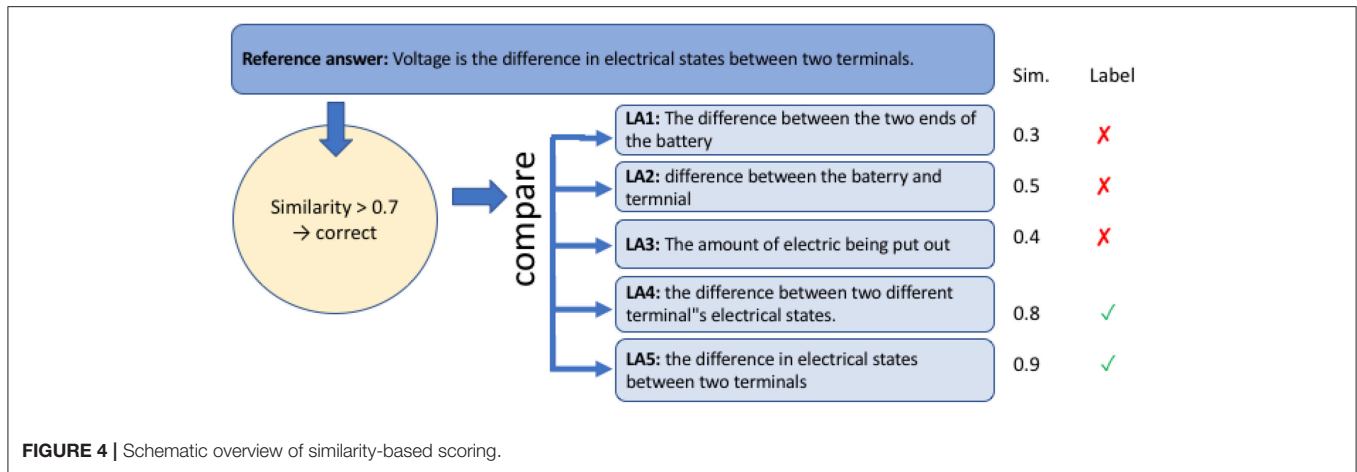 Reference answer: Voltage is the difference in electrical states between two terminals.
Sim. Label
Similarity > 0.7
→ correct
compare
LA1: The difference between the two ends of
the battery
0.3 ✗
LA2: difference between the baterry and
termnial
0.5 ✗
LA3: The amount of electric being put out
0.4 ✗
LA4: the difference between two different
terminal"s electrical states.
0.8 ✓
LA5: the difference in electrical states
between two terminals
0.9 ✓
FIGURE 4 | Schematic overview of similarity-based scoring.